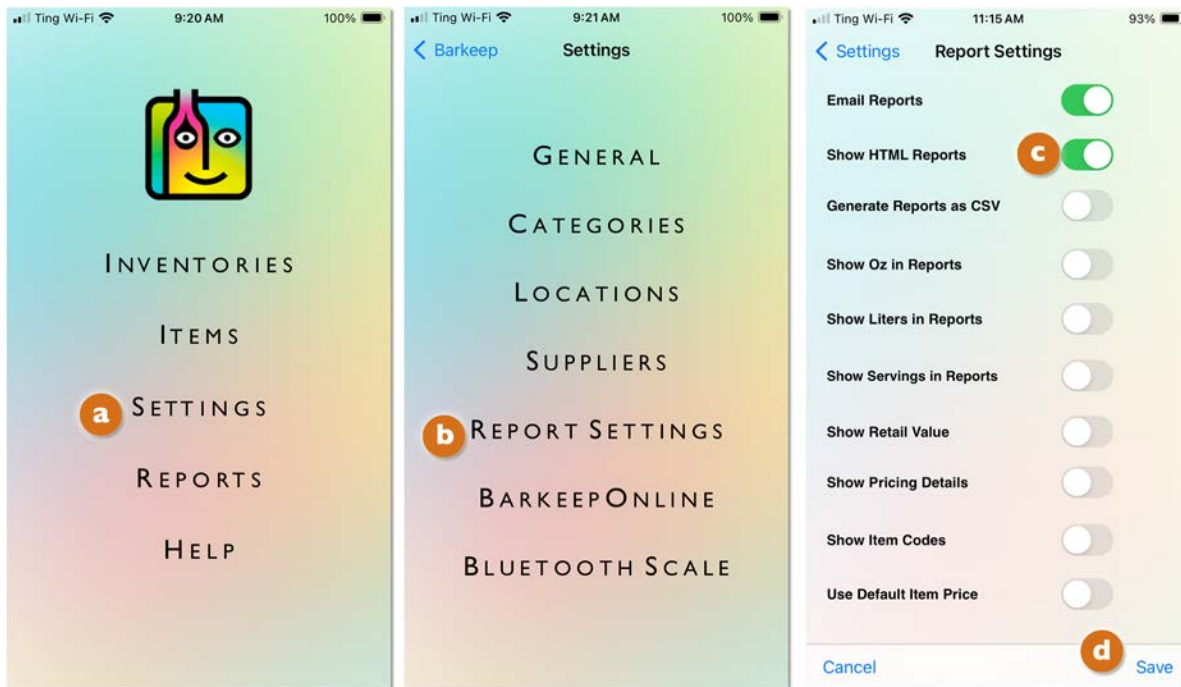 Ting Wi-Fi 9:20 AM 100%
INVENTORIES
ITEMS
a SETTINGS
REPORTS
HELP
Ting Wi-Fi 9:21 AM 100%
Barkeep Settings
GENERAL
CATEGORIES
LOCATIONS
SUPPLIERS
b REPORT SETTINGS
BARKEEPONLINE
BLUETOOTH SCALE
Ting Wi-Fi 11:15 AM 93%
Settings Report Settings
Email Reports
Show HTML Reports c
Generate Reports as CSV
Show Oz in Reports
Show Liters in Reports
Show Servings in Reports
Show Retail Value
Show Pricing Details
Show Item Codes
Use Default Item Price
Cancel d Save